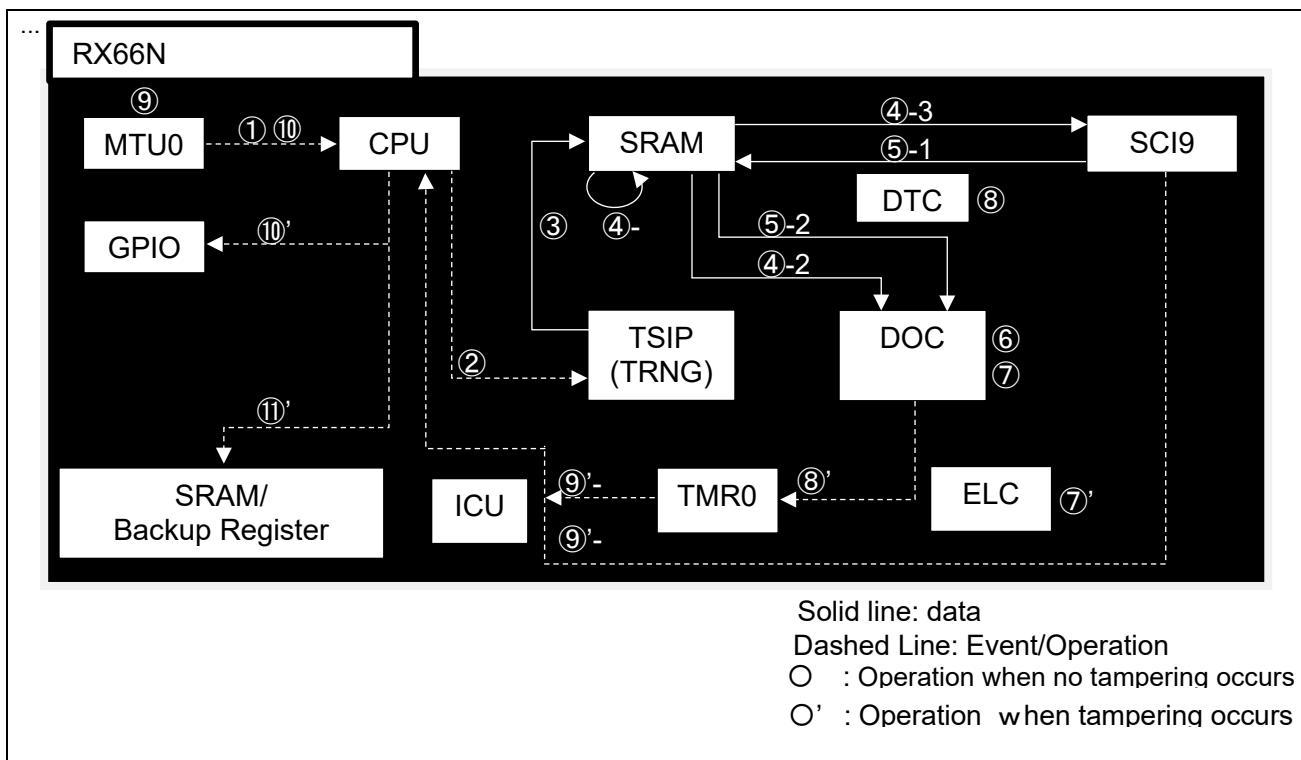 ...
RX66N
⑨
MTU0
① ⑩
CPU
SRAM
④-3
⑤-1
SCI9
DTC
⑧
③
④-
⑤-2
④-2
GPIO
⑩’
②
TSIP
(TRNG)
DOC
⑥
⑦
⑪’
SRAM/
Backup Register
ICU
⑨’-
⑨’-
TMR0
⑧’
ELC
⑦’
Solid line: data
Dashed Line: Event/Operation
○ : Operation when no tampering occurs
○’ : Operation when tampering occurs